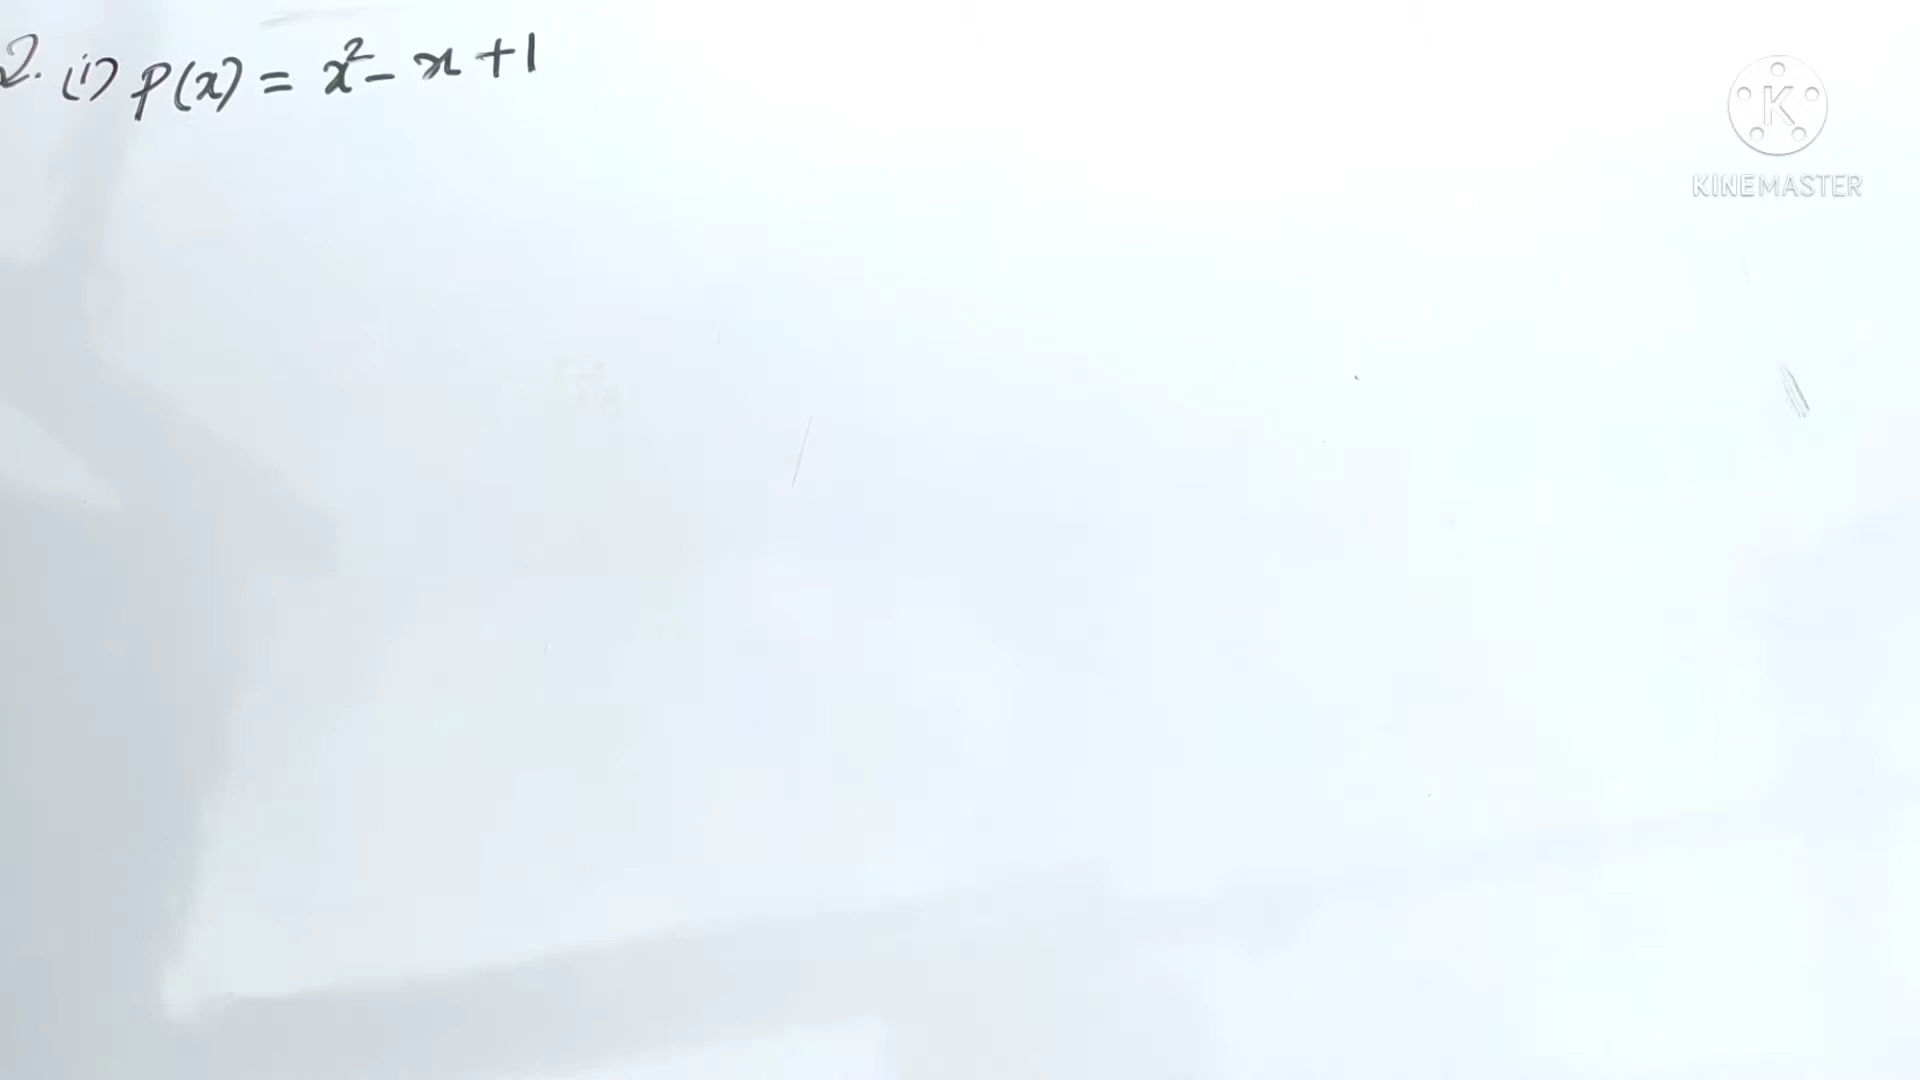 2. (i) p(x) = x² - x + 1
K
KINEMASTER